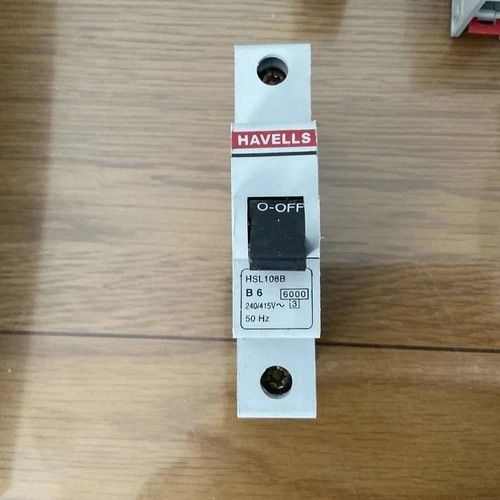 HAVELLS
O-OFF
HSL106B
B 6 6000
240/415V~ 3
50 Hz